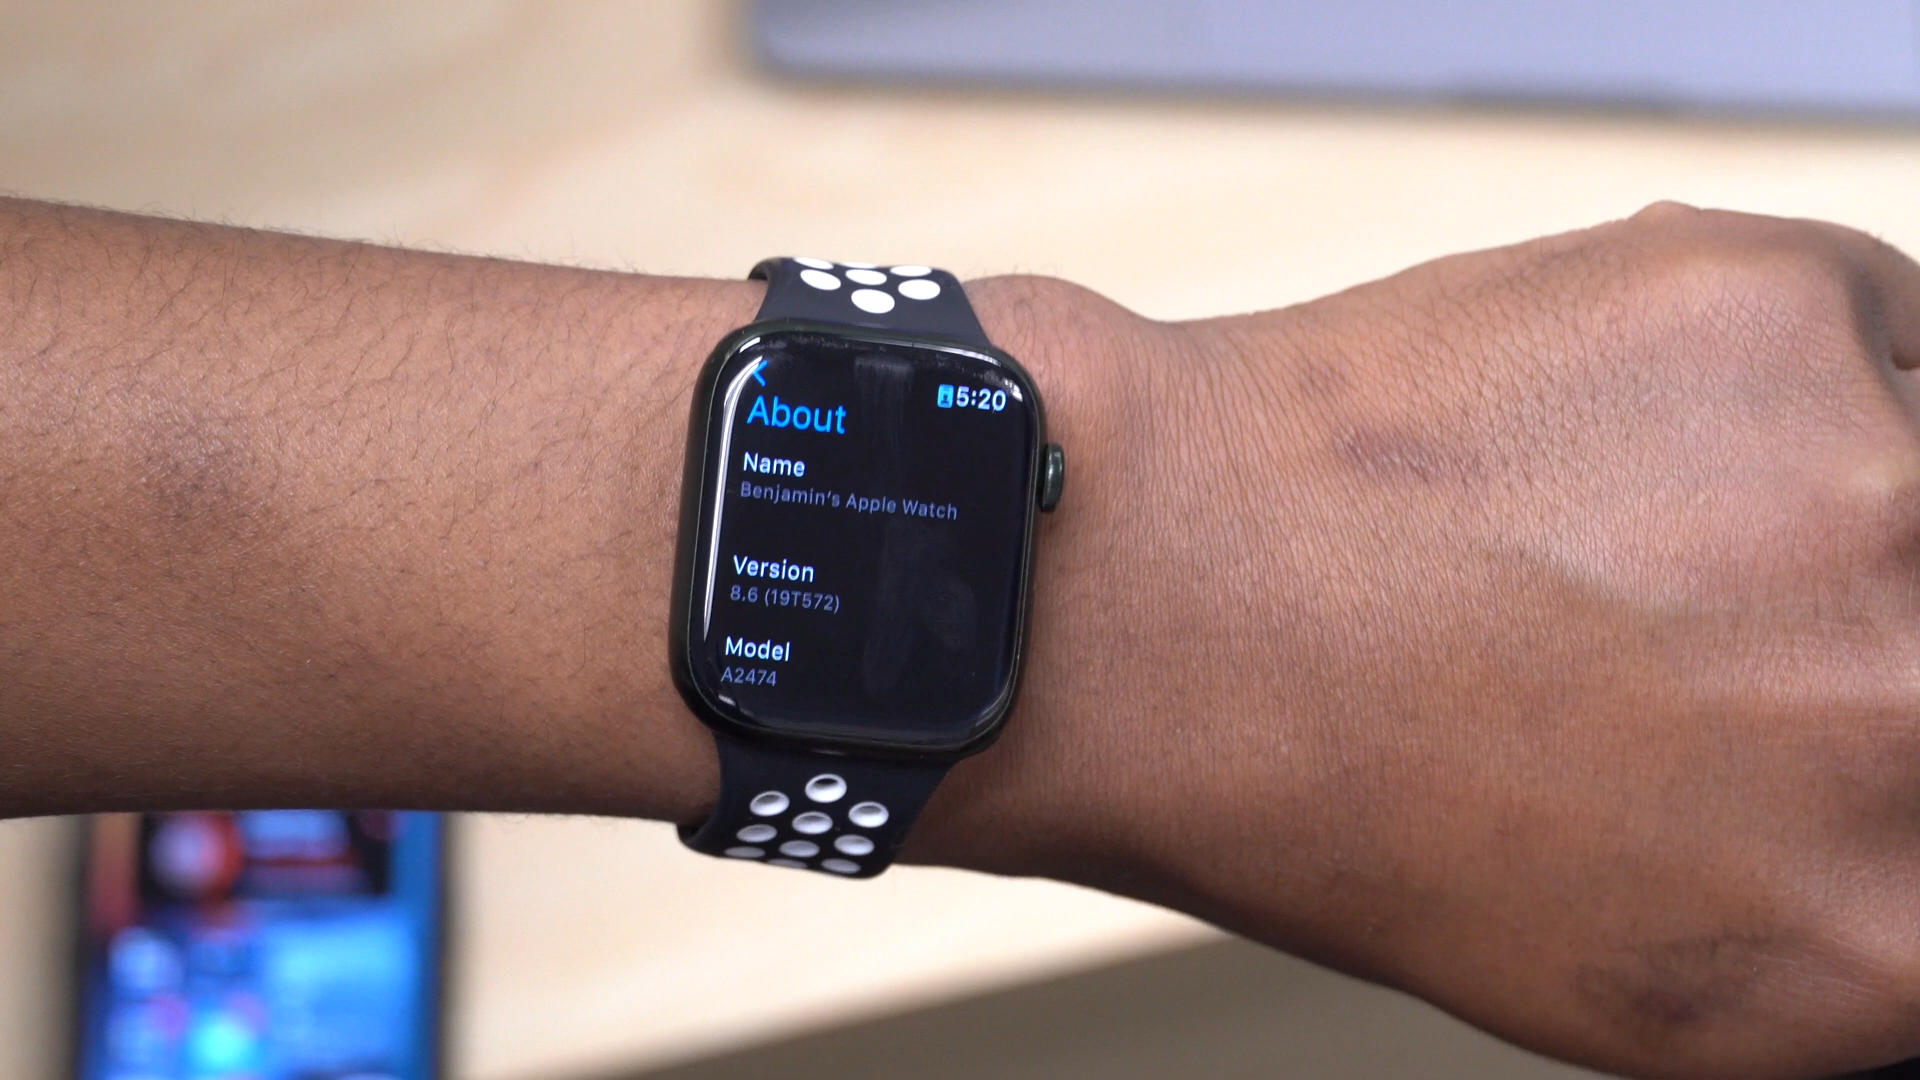 5:20
About
Name
Benjamin's Apple Watch
Version
8.6 (19T572)
Model
A2474